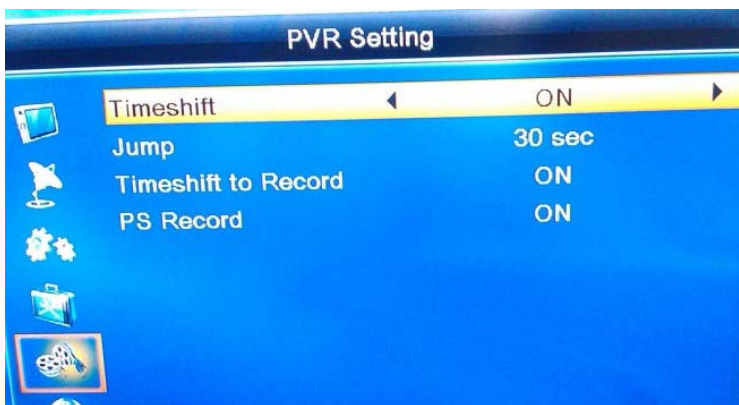 PVR Setting
Timeshift ON
Jump 30 sec
Timeshift to Record ON
PS Record ON